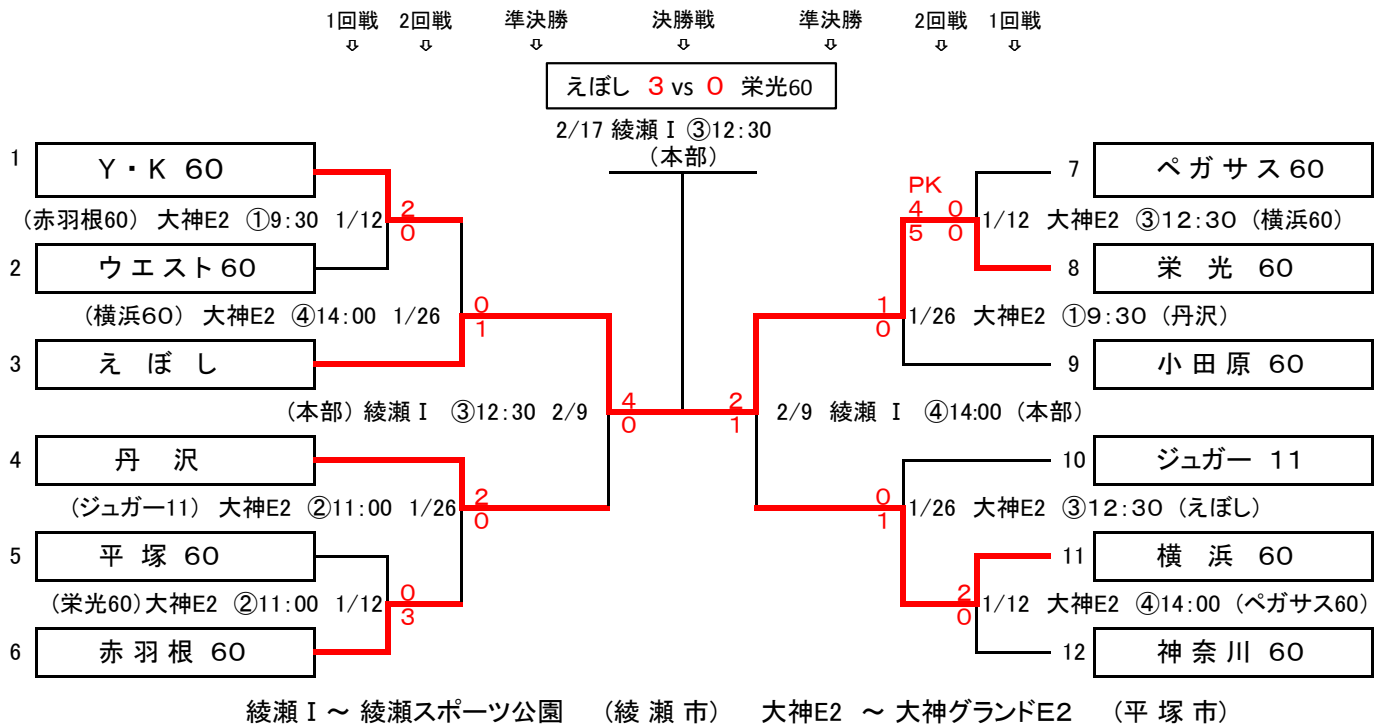 1回戦 2回戦 準決勝 決勝戦 準決勝 2回戦 1回戦
⇩ ⇩ ⇩ ⇩ ⇩ ⇩ ⇩
えぼし 3 vs 0 栄光60
2/17 綾瀬Ⅰ ③12:30
(本部)
1 Y・K 60
(赤羽根60) 大神E2 ①9:30 1/12
2
0
2 ウエスト60
(横浜60) 大神E2 ④14:00 1/26
0
1
3 えぼし
(本部) 綾瀬Ⅰ ③12:30 2/9
4
0
4 丹沢
(ジュガー11) 大神E2 ②11:00 1/26
2
0
5 平塚 60
(栄光60) 大神E2 ②11:00 1/12
0
3
6 赤羽根 60
7 ペガサス60
PK
4 0
5 0
1/12 大神E2 ③12:30 (横浜60)
8 栄光 60
1
0
1/26 大神E2 ①9:30 (丹沢)
9 小田原 60
2
1
2/9 綾瀬 Ⅰ ④14:00 (本部)
10 ジュガー 11
0
1
1/26 大神E2 ③12:30 (えぼし)
11 横浜 60
2
0
1/12 大神E2 ④14:00 (ペガサス60)
12 神奈川 60
綾瀬Ⅰ～綾瀬スポーツ公園 (綾瀬市) 大神E2 ～大神グランドE2 (平塚市)